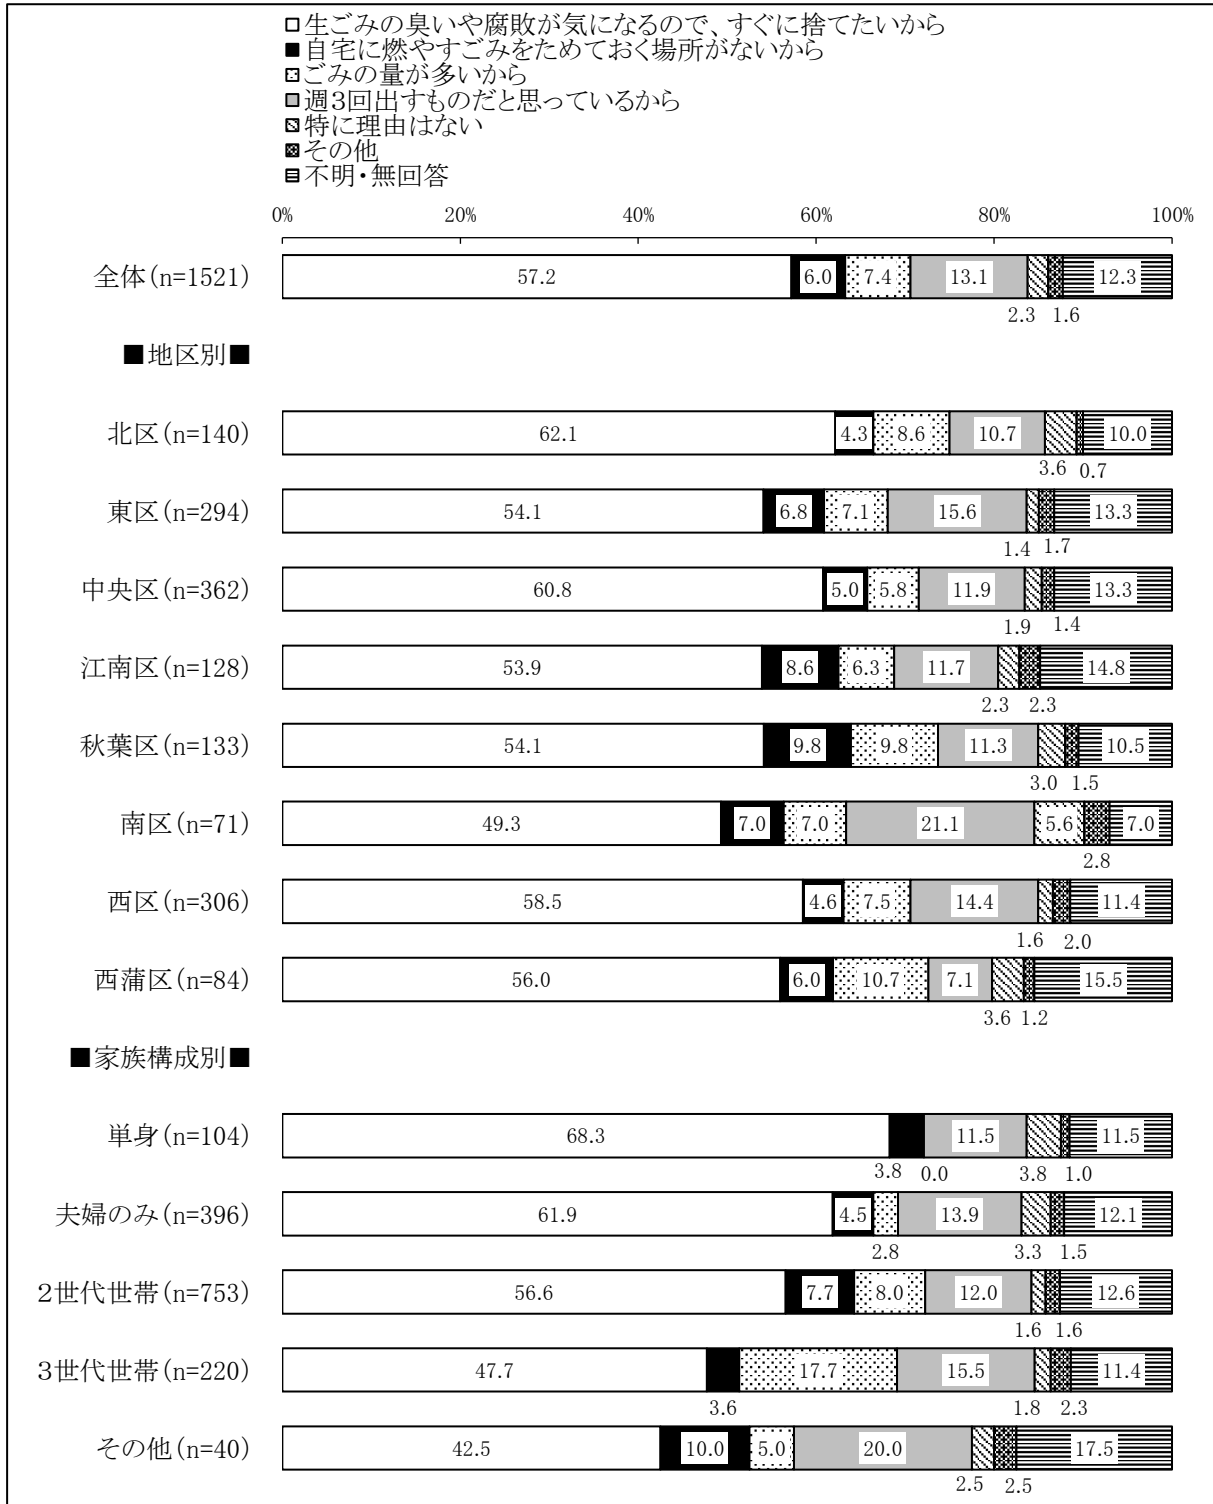 □生ごみの臭いや腐敗が気になるので、すぐに捨てたいから
■自宅に燃やすごみをためておく場所がないから
ごみの量が多いから
週3回出すものだと思っているから
特に理由はない
その他
不明・無回答
0% 20% 40% 60% 80% 100%
全体(n=1521) 57.2 6.0 7.4 13.1 12.3
2.3 1.6
■地区別■
北区(n=140) 62.1 4.3 8.6 10.7 10.0
3.6 0.7
東区(n=294) 54.1 6.8 7.1 15.6 13.3
1.4 1.7
中央区(n=362) 60.8 5.0 5.8 11.9 13.3
1.9 1.4
江南区(n=128) 53.9 8.6 6.3 11.7 14.8
2.3 2.3
秋葉区(n=133) 54.1 9.8 9.8 11.3 10.5
3.0 1.5
南区(n=71) 49.3 7.0 7.0 21.1 5.6 7.0
2.8
西区(n=306) 58.5 4.6 7.5 14.4 11.4
1.6 2.0
西蒲区(n=84) 56.0 6.0 10.7 7.1 15.5
3.6 1.2
■家族構成別■
単身(n=104) 68.3 11.5 11.5
3.8 0.0 3.8 1.0
夫婦のみ(n=396) 61.9 4.5 13.9 12.1
2.8 3.3 1.5
2世代世帯(n=753) 56.6 7.7 8.0 12.0 12.6
1.6 1.6
3世代世帯(n=220) 47.7 17.7 15.5 11.4
3.6 1.8 2.3
その他(n=40) 42.5 10.0 5.0 20.0 17.5
2.5 2.5